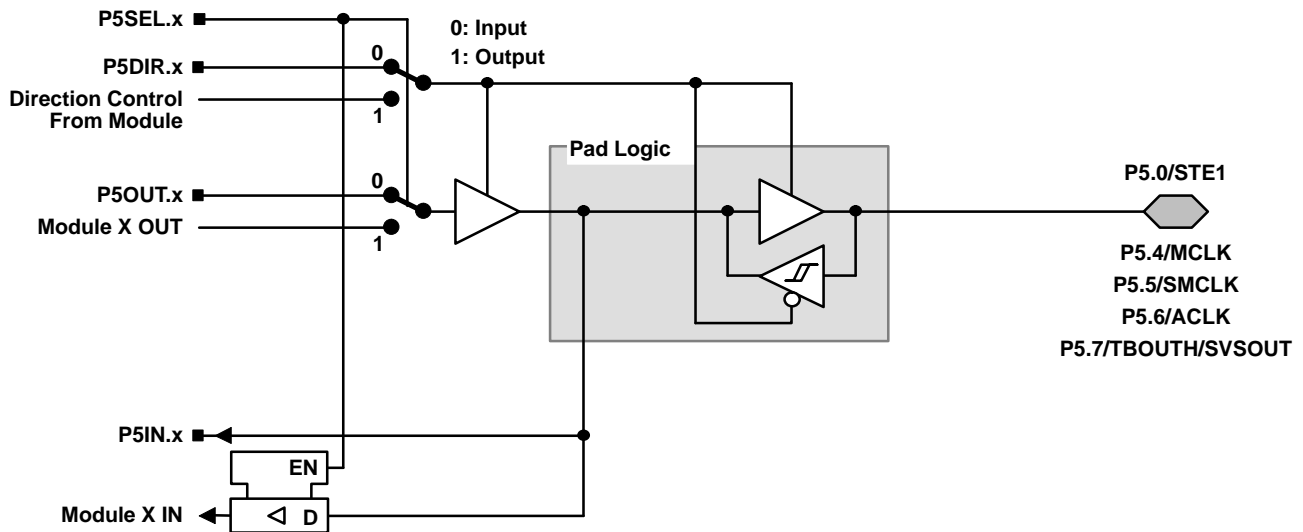 P5SEL.x
0: Input
1: Output
0
P5DIR.x
Direction Control
From Module
1
Pad Logic
P5OUT.x
0
Module X OUT
1
P5.0/STE1
P5.4/MCLK
P5.5/SMCLK
P5.6/ACLK
P5.7/TBOUTH/SVSOUT
P5IN.x
EN
Module X IN
D